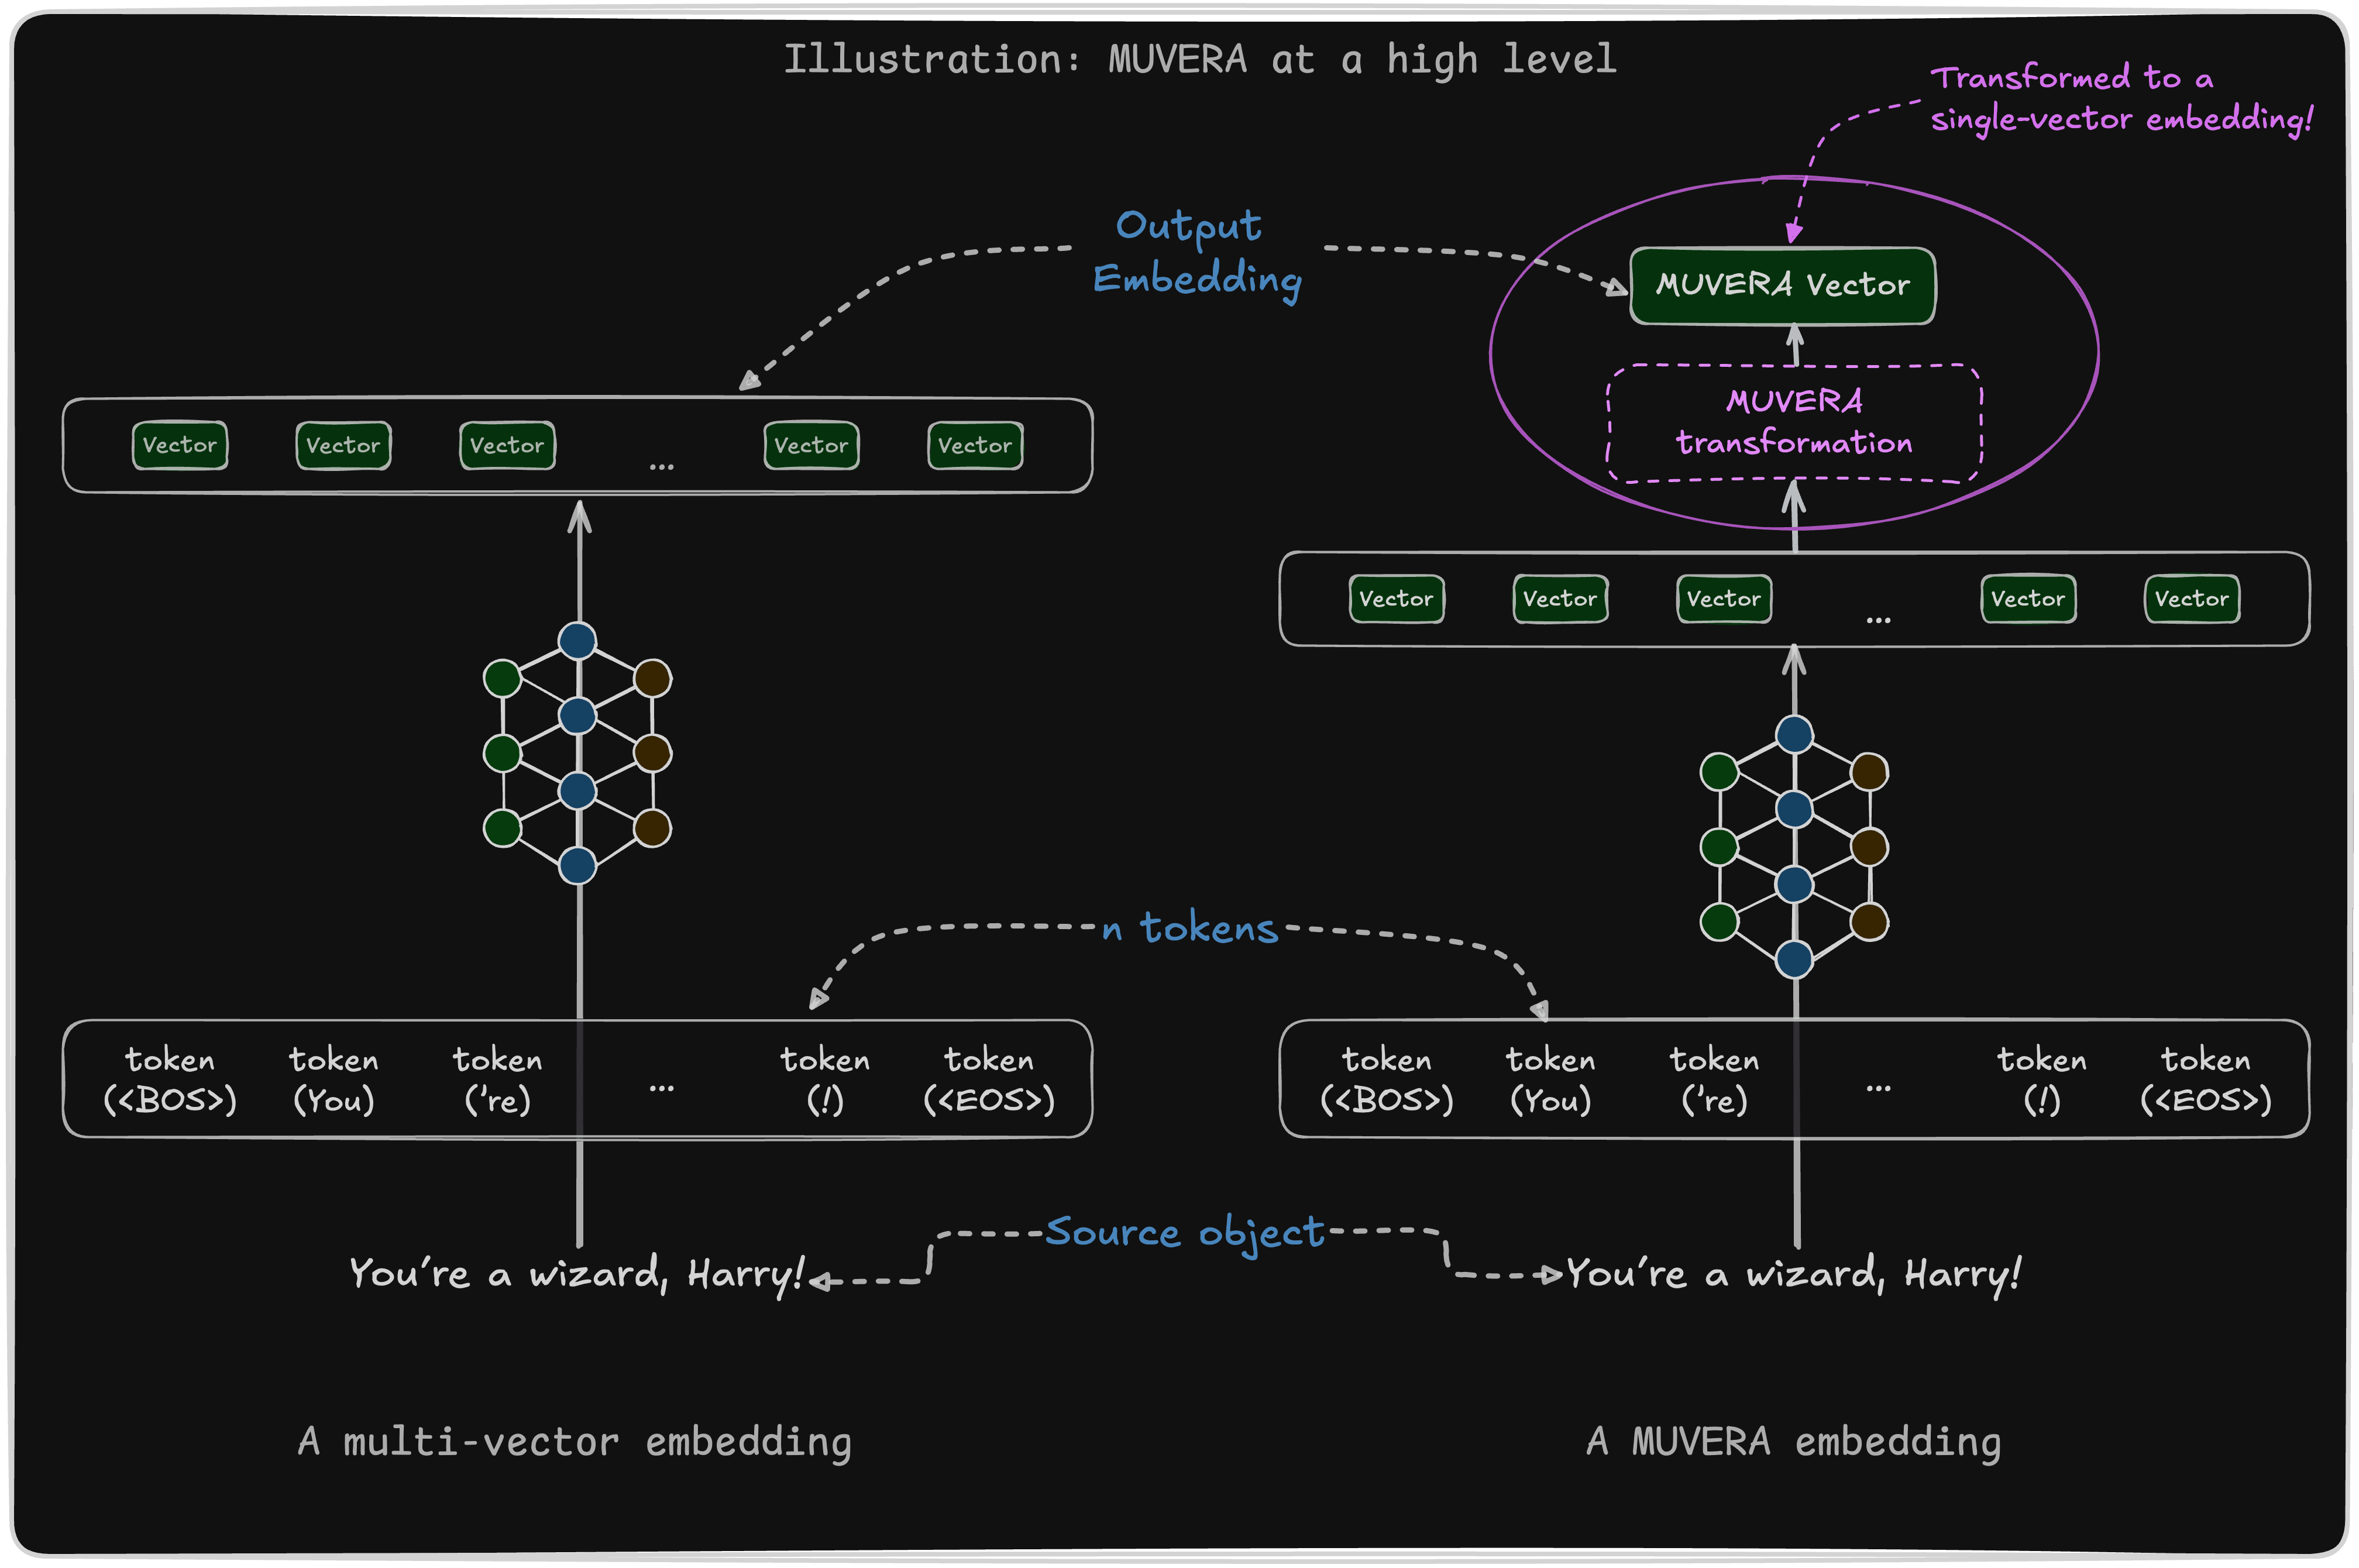 Illustration: MUVERA at a high level
Transformed to a
single-vector embedding!
Output
Embedding
MUVERA Vector
MUVERA
transformation
Vector Vector Vector ... Vector Vector
Vector Vector Vector ... Vector Vector
n tokens
token token token ... token token
(<BOS>) (You) ('re) (!) (<EOS>)
token token token ... token token
(<BOS>) (You) ('re) (!) (<EOS>)
Source object
You're a wizard, Harry!
You're a wizard, Harry!
A multi-vector embedding
A MUVERA embedding